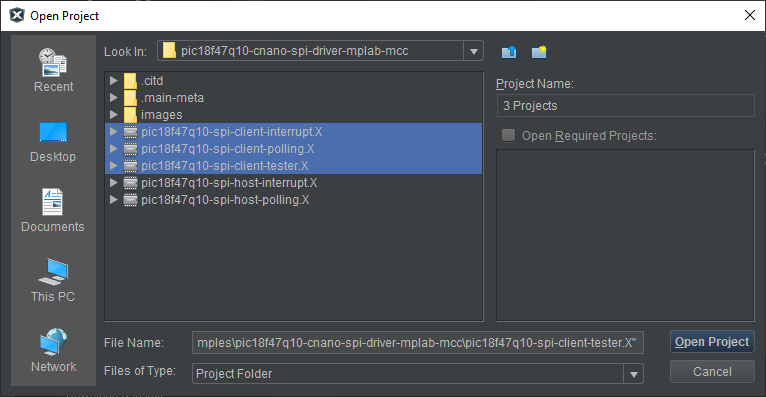 Open Project
Look In: pic18f47q10-cnano-spi-driver-mplab-mcc
Recent
Desktop
Documents
This PC
Network
.citd
.main-meta
images
pic18f47q10-spi-client-interrupt.X
pic18f47q10-spi-client-polling.X
pic18f47q10-spi-client-tester.X
pic18f47q10-spi-host-interrupt.X
pic18f47q10-spi-host-polling.X
Project Name:
3 Projects
Open Required Projects:
File Name: mples\pic18f47q10-cnano-spi-driver-mplab-mcc\pic18f47q10-spi-client-tester.X"
Files of Type: Project Folder
Open Project
Cancel